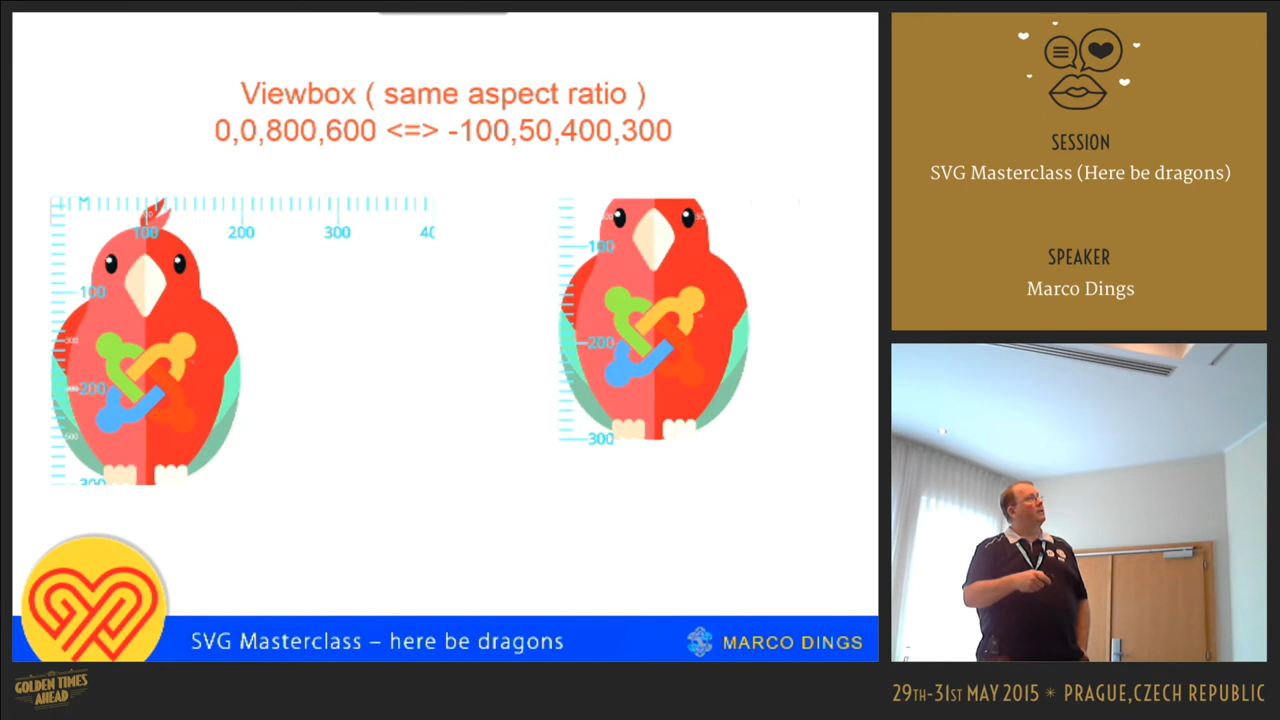 Viewbox ( same aspect ratio )
0,0,800,600 <=> -100,50,400,300
100
200
300
40
100
200
300
100
200
300
SVG Masterclass – here be dragons
MARCO DINGS
SESSION
SVG Masterclass (Here be dragons)
SPEAKER
Marco Dings
GOLDEN TIMES
AHEAD
29TH-31ST MAY 2015 * PRAGUE,CZECH REPUBLIC